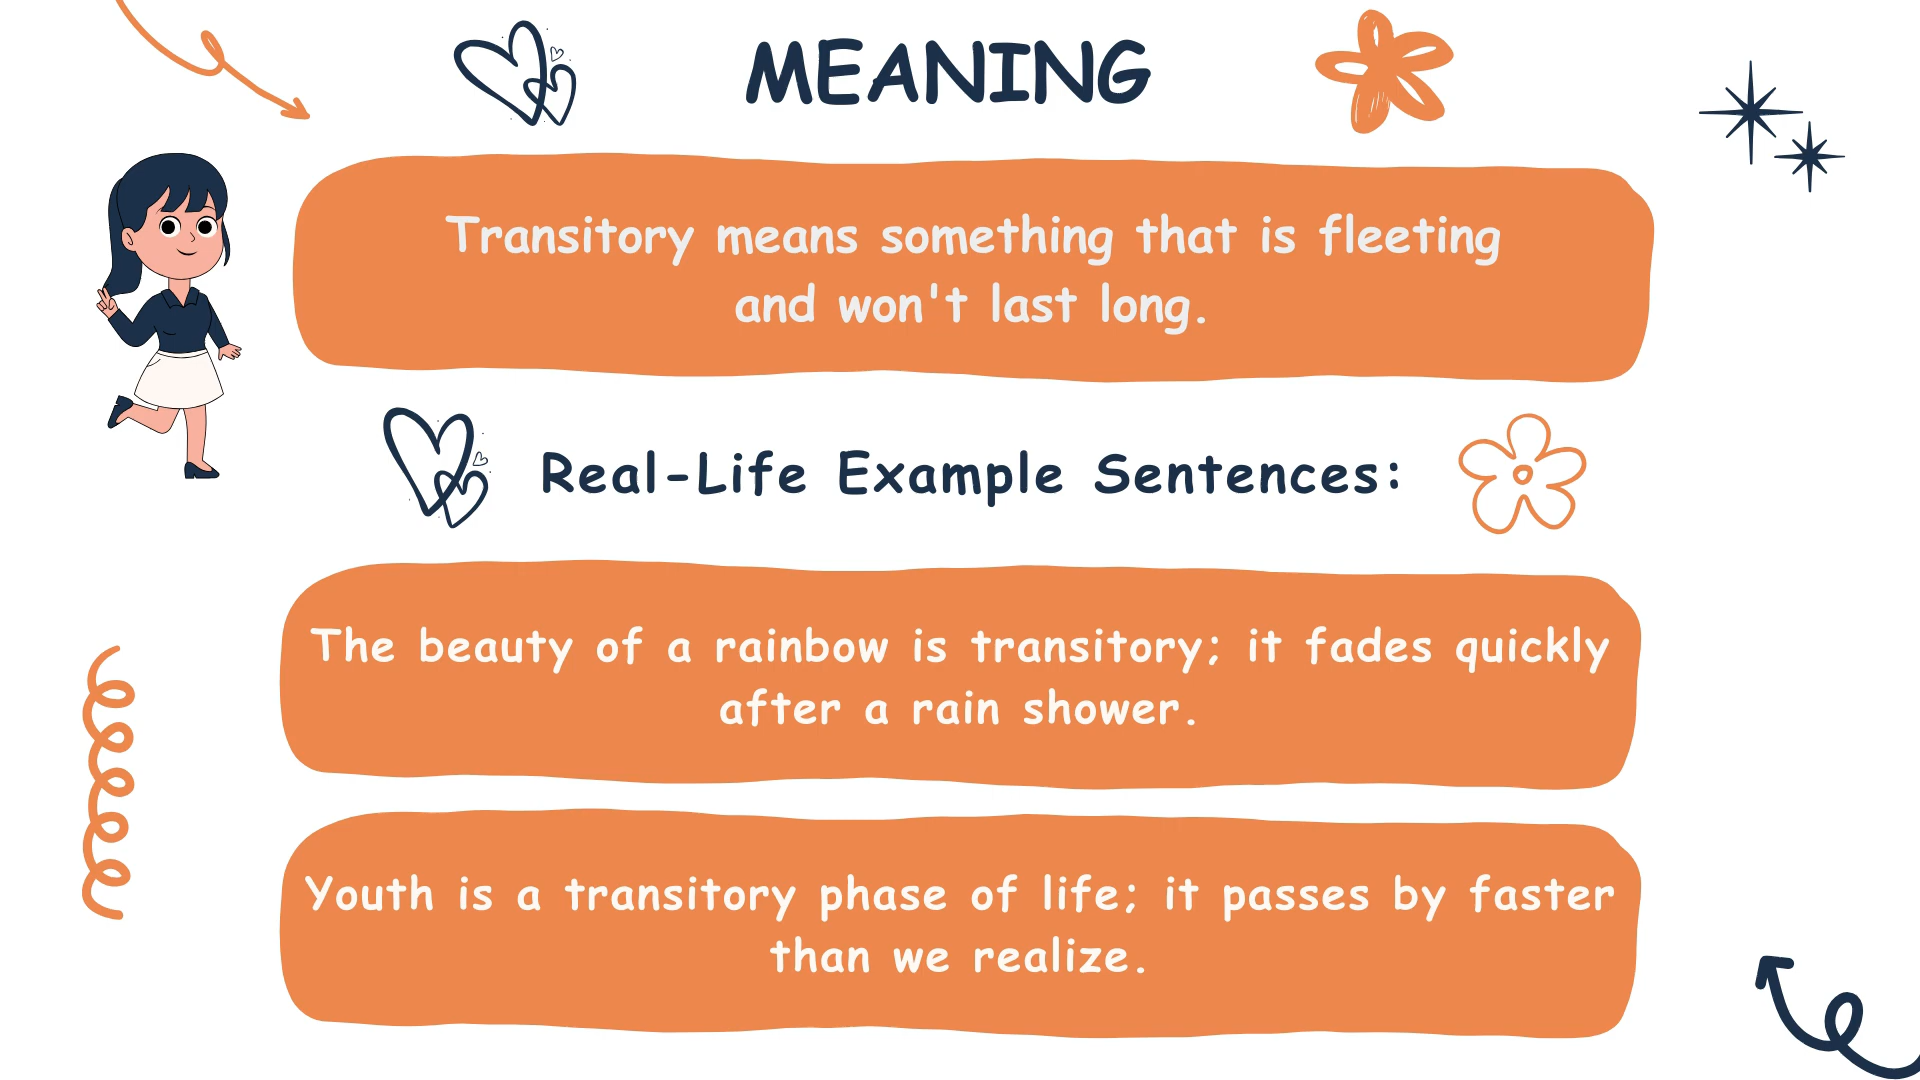 MEANING
Transitory means something that is fleeting
and won't last long.
Real-Life Example Sentences:
The beauty of a rainbow is transitory; it fades quickly
after a rain shower.
Youth is a transitory phase of life; it passes by faster
than we realize.